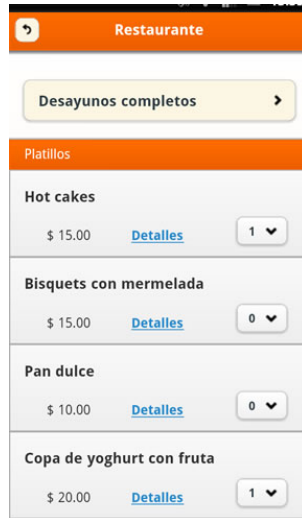 Restaurante
Desayunos completos
Platillos
Hot cakes
$ 15.00 Detalles 1
Bisquets con mermelada
$ 15.00 Detalles 0
Pan dulce
$ 10.00 Detalles 0
Copa de yoghurt con fruta
$ 20.00 Detalles 1